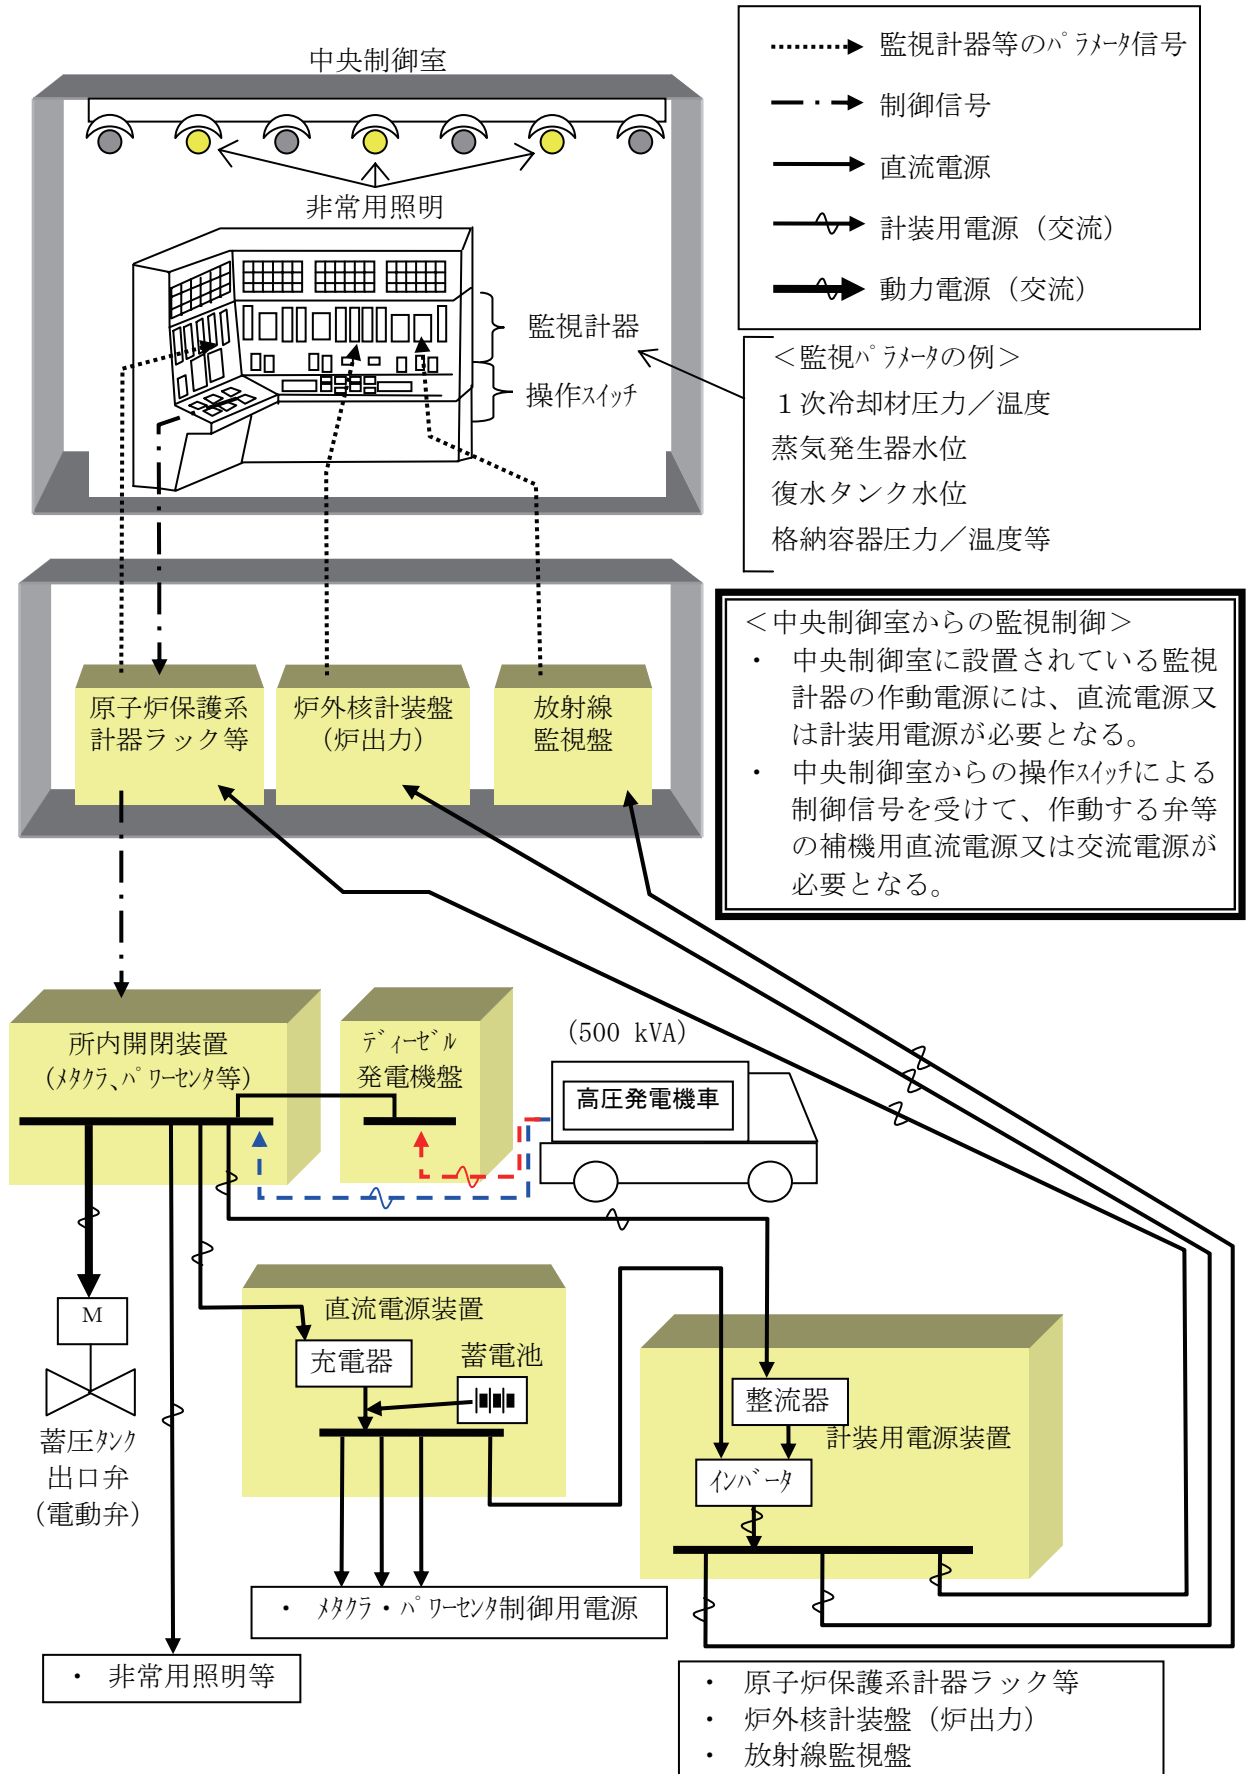 中央制御室
監視計器等のﾊﾟﾗﾒｰﾀ信号
制御信号
直流電源
計装用電源（交流）
動力電源（交流）
非常用照明
監視計器
操作ｽｲｯﾁ
＜監視ﾊﾟﾗﾒｰﾀの例＞
１次冷却材圧力／温度
蒸気発生器水位
復水タンク水位
格納容器圧力／温度等
＜中央制御室からの監視制御＞
・ 中央制御室に設置されている監視
計器の作動電源には、直流電源又
は計装用電源が必要となる。
・ 中央制御室からの操作ｽｲｯﾁによる
制御信号を受けて、作動する弁等
の補機用直流電源又は交流電源が
必要となる。
原子炉保護系
計器ラック等
炉外核計装盤
（炉出力）
放射線
監視盤
所内開閉装置
（ﾒﾀｸﾗ、ﾊﾟﾜｰｾﾝﾀ等）
ﾃﾞｨｰｾﾞﾙ
発電機盤
（500 kVA）
高圧発電機車
M
蓄圧ﾀﾝｸ
出口弁
（電動弁）
直流電源装置
充電器
蓄電池
整流器
計装用電源装置
ｲﾝﾊﾞｰﾀ
・ ﾒﾀｸﾗ・ﾊﾟﾜｰｾﾝﾀ制御用電源
・ 非常用照明等
・ 原子炉保護系計器ラック等
・ 炉外核計装盤（炉出力）
・ 放射線監視盤